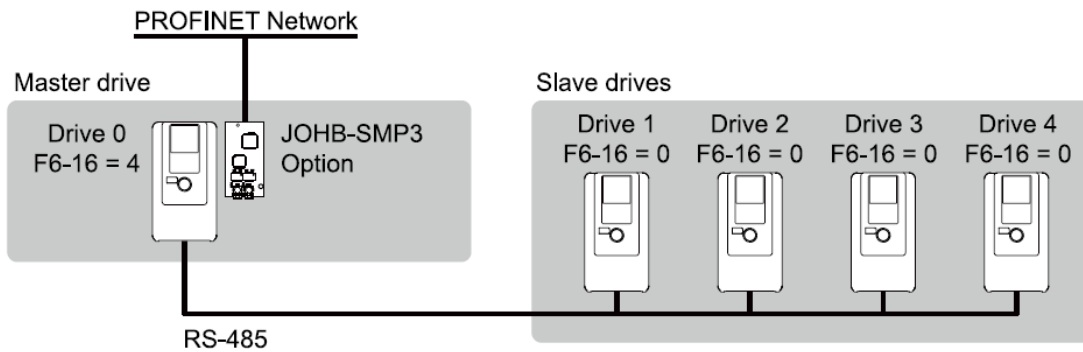 PROFINET Network
Master drive
Drive 0
F6-16 = 4
JOHB-SMP3
Option
Slave drives
Drive 1
F6-16 = 0
Drive 2
F6-16 = 0
Drive 3
F6-16 = 0
Drive 4
F6-16 = 0
RS-485